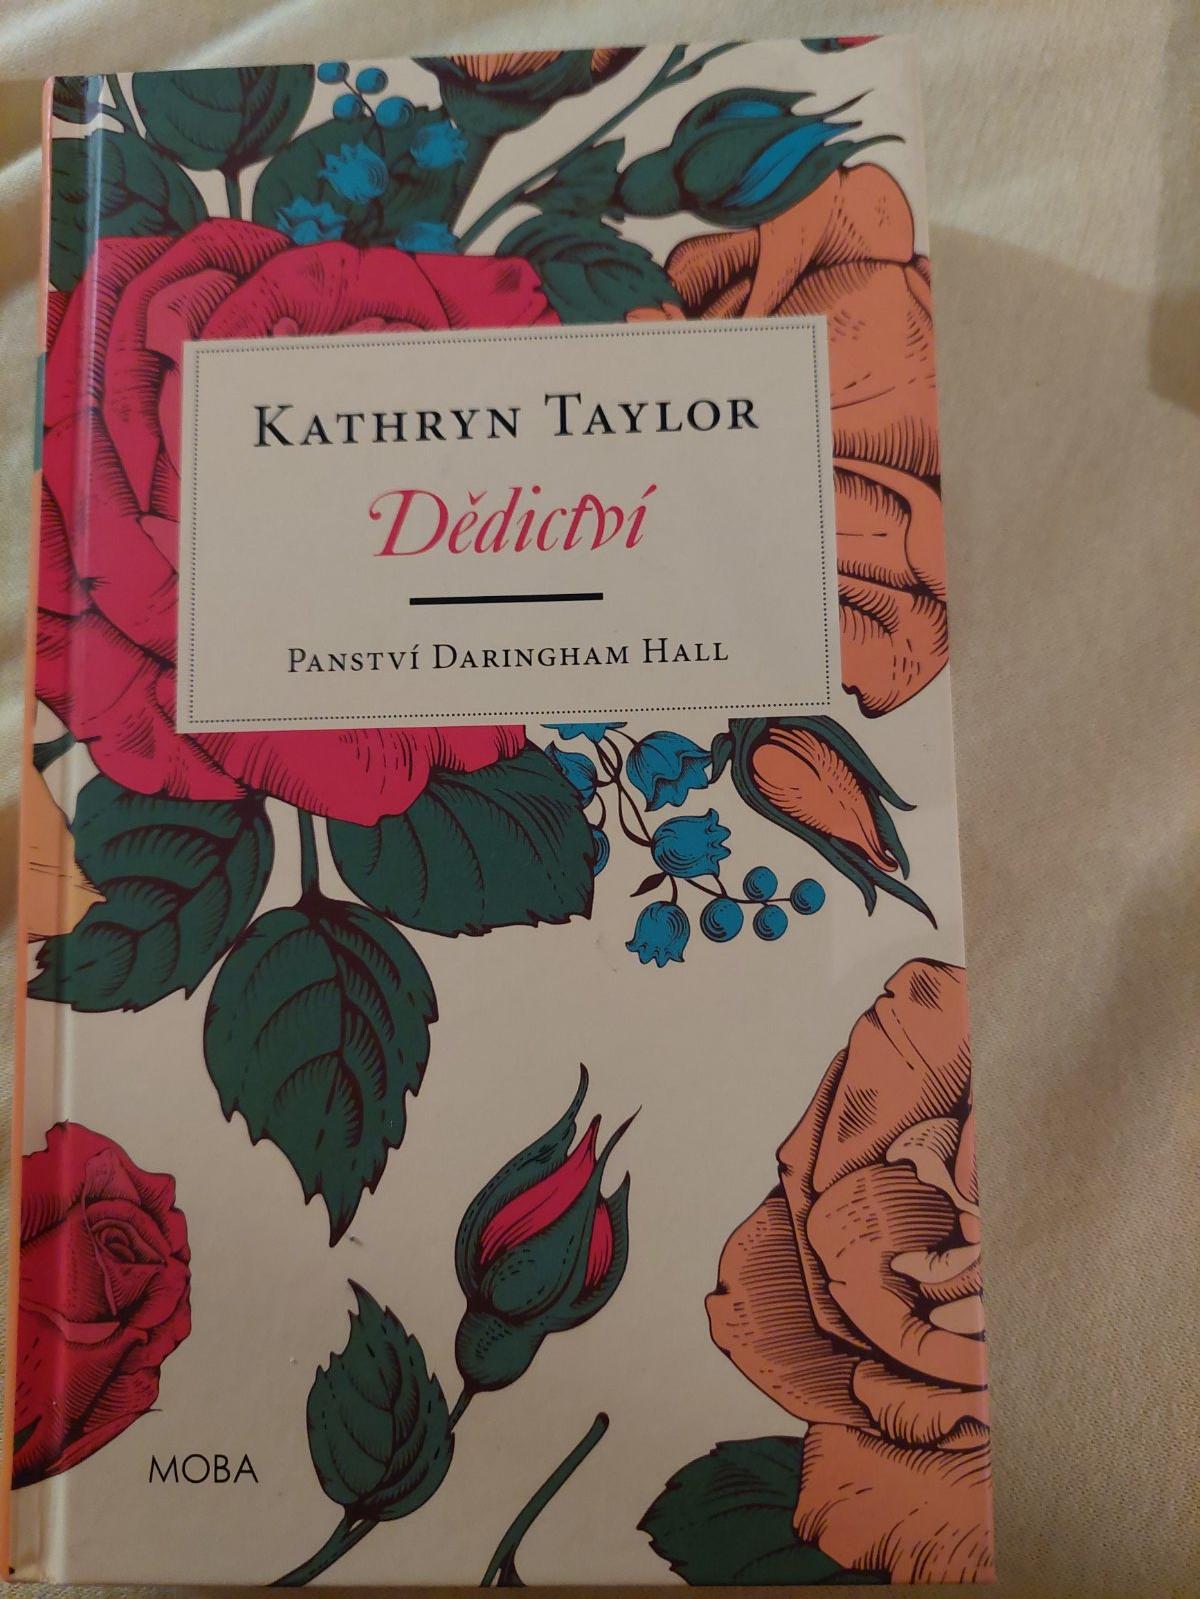 KATHRYN TAYLOR
Dědictví
PANSTVÍ DARINGHAM HALL
MOBA